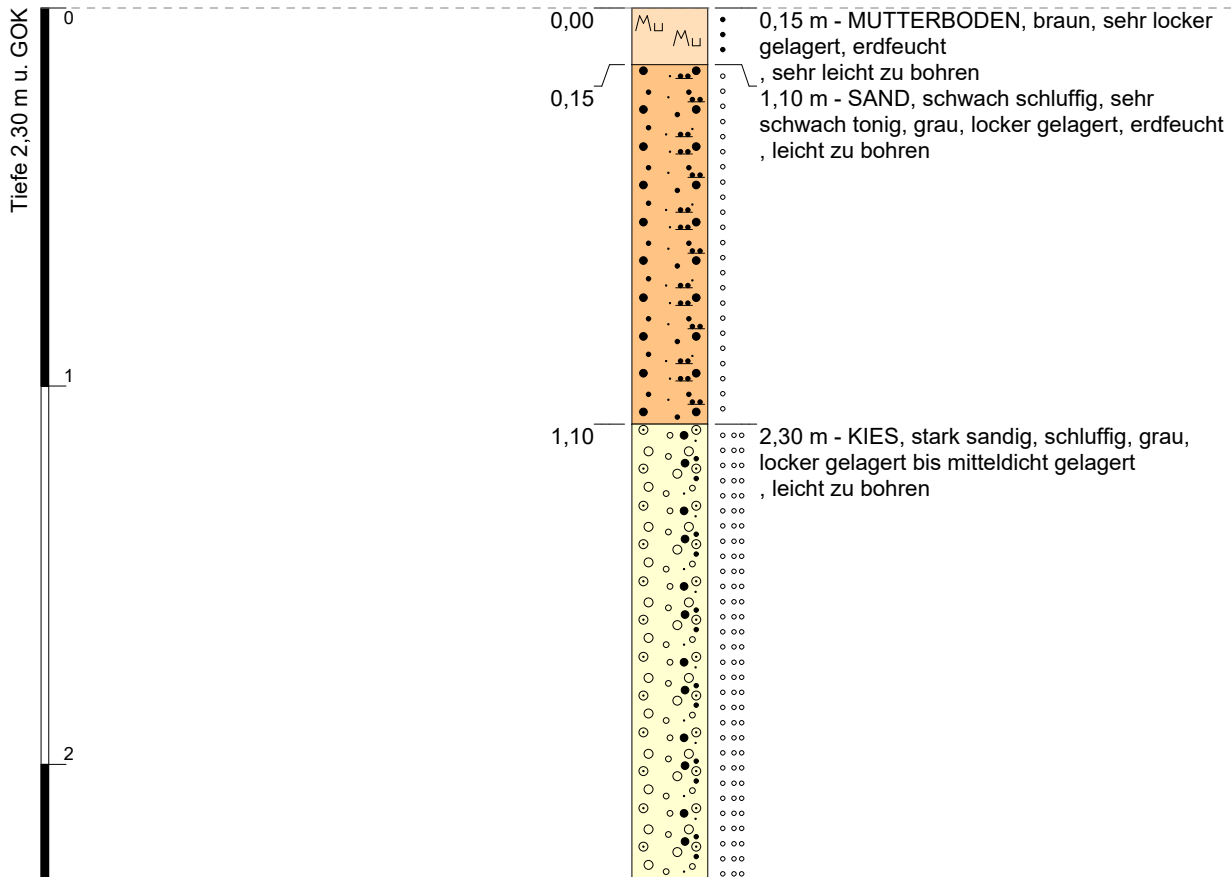 Tiefe 2,30 m u. GOK
0
0,00
Mu
Mu
0,15 m - MUTTERBODEN, braun, sehr locker
gelagert, erdfeucht
, sehr leicht zu bohren
0,15
1,10 m - SAND, schwach schluffig, sehr
schwach tonig, grau, locker gelagert, erdfeucht
, leicht zu bohren
1
1,10
2,30 m - KIES, stark sandig, schluffig, grau,
locker gelagert bis mitteldicht gelagert
, leicht zu bohren
2